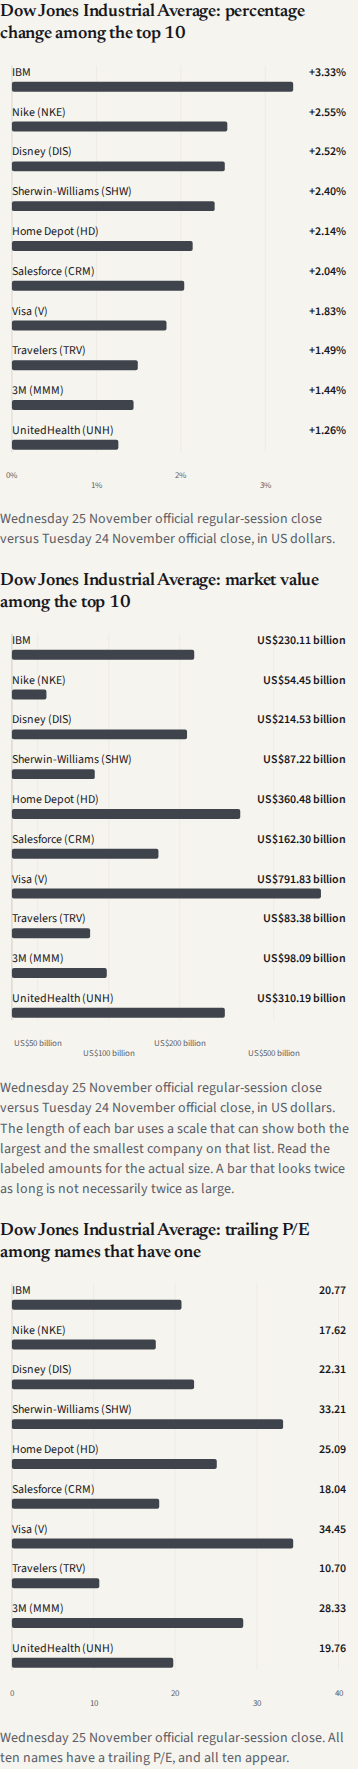 Dow Jones Industrial Average: percentage
change among the top 10
IBM +3.33%
Nike (NKE) +2.55%
Disney (DIS) +2.52%
Sherwin-Williams (SHW) +2.40%
Home Depot (HD) +2.14%
Salesforce (CRM) +2.04%
Visa (V) +1.83%
Travelers (TRV) +1.49%
3M (MMM) +1.44%
UnitedHealth (UNH) +1.26%
0% 2%
1% 3%
Wednesday 25 November official regular-session close
versus Tuesday 24 November official close, in US dollars.
Dow Jones Industrial Average: market value
among the top 10
IBM US$230.11 billion
Nike (NKE) US$54.45 billion
Disney (DIS) US$214.53 billion
Sherwin-Williams (SHW) US$87.22 billion
Home Depot (HD) US$360.48 billion
Salesforce (CRM) US$162.30 billion
Visa (V) US$791.83 billion
Travelers (TRV) US$83.38 billion
3M (MMM) US$98.09 billion
UnitedHealth (UNH) US$310.19 billion
US$50 billion US$200 billion
US$100 billion US$500 billion
Wednesday 25 November official regular-session close
versus Tuesday 24 November official close, in US dollars.
The length of each bar uses a scale that can show both the
largest and the smallest company on that list. Read the
labeled amounts for the actual size. A bar that looks twice
as long is not necessarily twice as large.
Dow Jones Industrial Average: trailing P/E
among names that have one
IBM 20.77
Nike (NKE) 17.62
Disney (DIS) 22.31
Sherwin-Williams (SHW) 33.21
Home Depot (HD) 25.09
Salesforce (CRM) 18.04
Visa (V) 34.45
Travelers (TRV) 10.70
3M (MMM) 28.33
UnitedHealth (UNH) 19.76
0 20 40
10 30
Wednesday 25 November official regular-session close. All
ten names have a trailing P/E, and all ten appear.